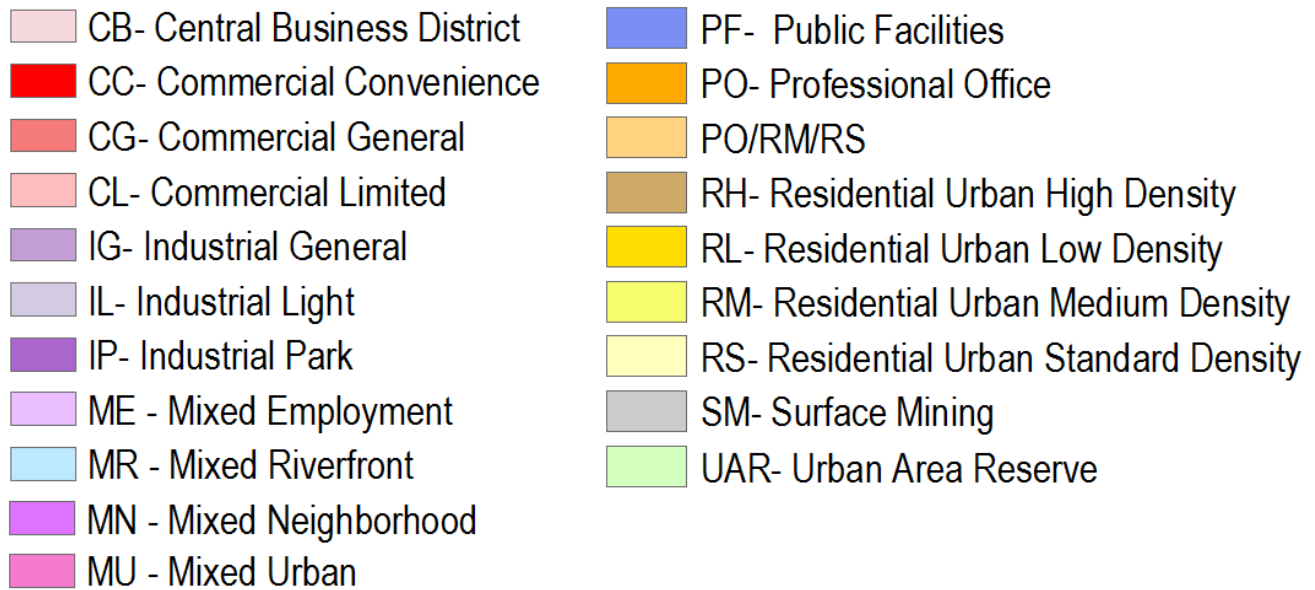 CB- Central Business District
CC- Commercial Convenience
CG- Commercial General
CL- Commercial Limited
IG- Industrial General
IL- Industrial Light
IP- Industrial Park
ME - Mixed Employment
MR - Mixed Riverfront
MN - Mixed Neighborhood
MU - Mixed Urban
PF- Public Facilities
PO- Professional Office
PO/RM/RS
RH- Residential Urban High Density
RL- Residential Urban Low Density
RM- Residential Urban Medium Density
RS- Residential Urban Standard Density
SM- Surface Mining
UAR- Urban Area Reserve